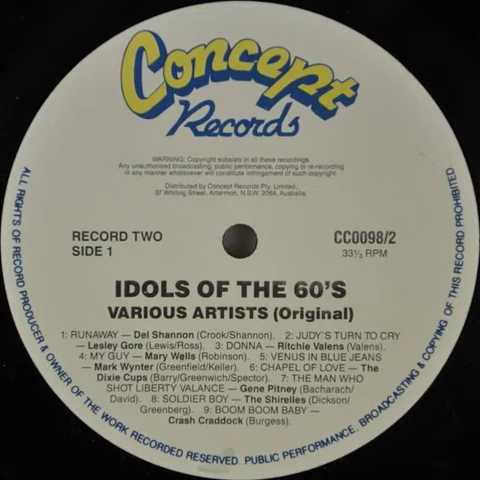 Concept
Records
WARNING: Copyright subsists in all these recordings.
Any unauthorised broadcasting, public performance, copying or re-recording
in any manner whatsoever will constitute infringement of such copyright.
Distributed by Concept Records Pty. Limited,
37 Whiting Street, Artarmon, N.S.W. 2064, Australia.
RECORD TWO
SIDE 1
CC0098/2
33⅓ RPM
IDOLS OF THE 60'S
VARIOUS ARTISTS (Original)
1: RUNAWAY — Del Shannon (Crook/Shannon). 2: JUDY'S TURN TO CRY
— Lesley Gore (Lewis/Ross). 3: DONNA — Ritchie Valens (Valens).
4: MY GUY — Mary Wells (Robinson). 5: VENUS IN BLUE JEANS
— Mark Wynter (Greenfield/Keller). 6: CHAPEL OF LOVE — The
Dixie Cups (Barry/Greenwich/Spector). 7: THE MAN WHO
SHOT LIBERTY VALANCE — Gene Pitney (Bacharach/
David). 8: SOLDIER BOY — The Shirelles (Dickson/
Greenberg). 9: BOOM BOOM BABY —
Crash Craddock (Burgess).
ALL RIGHTS OF RECORD PRODUCER & OWNER OF THE WORK RECORDED RESERVED. PUBLIC PERFORMANCE, BROADCASTING & COPYING OF THIS RECORD PROHIBITED